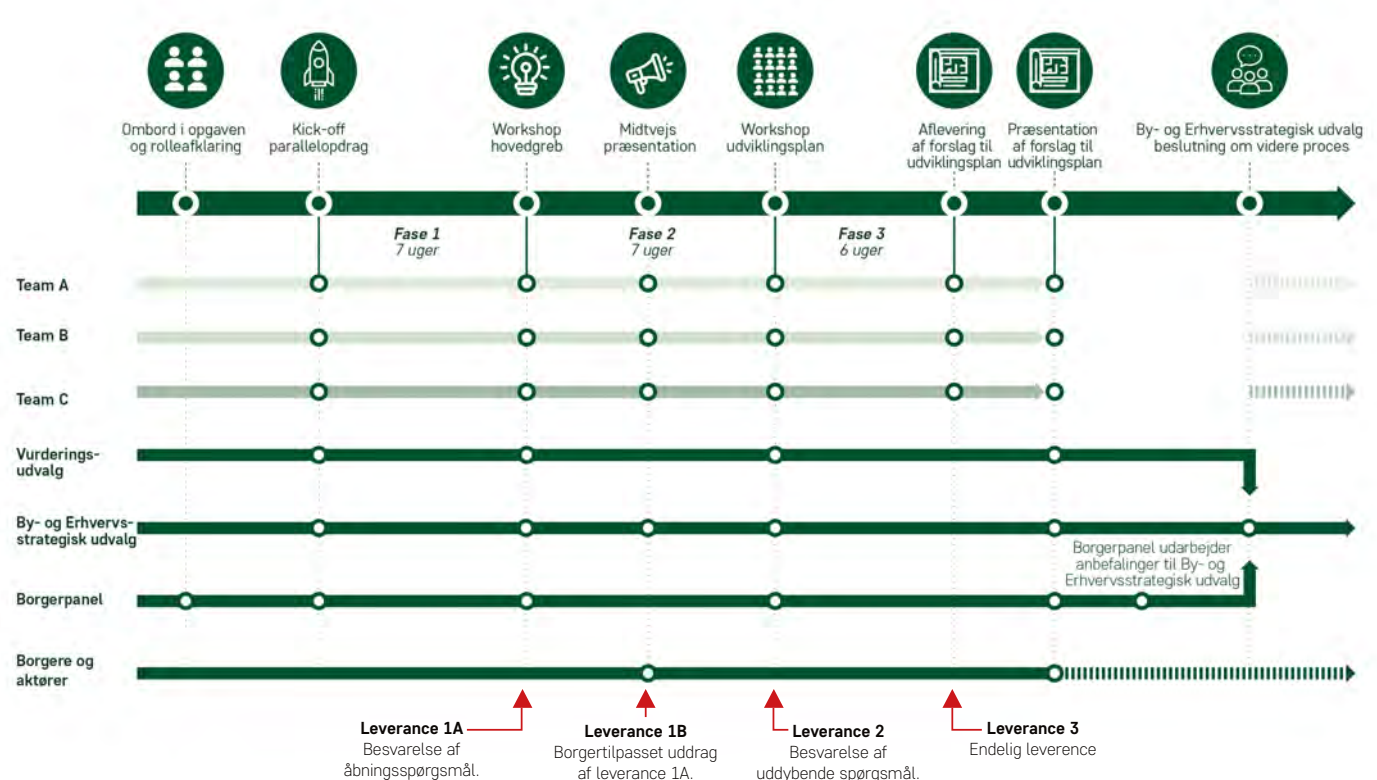 Ombord i opgaven
og rolleafklaring
Kick-off
parallelopdrag
Workshop
hovedgreb
Midtvejs
præsentation
Workshop
udviklingsplan
Aflevering
af forslag til
udviklingsplan
Præsentation
af forslag til
udviklingsplan
By- og Erhvervsstrategisk udvalg
beslutning om videre proces
Fase 1
7 uger
Fase 2
7 uger
Fase 3
6 uger
Team A
Team B
Team C
Vurderings-
udvalg
By- og Erhvervs-
strategisk udvalg
Borgerpanel udarbejder
anbefalinger til By- og
Erhvervsstrategisk udvalg
Borgerpanel
Borgere og
aktører
Leverance 1A
Besvarelse af
åbningsspørgsmål.
Leverance 1B
Borgertilpasset uddrag
af leverance 1A.
Leverance 2
Besvarelse af
uddybende spørgsmål.
Leverance 3
Endelig leverence